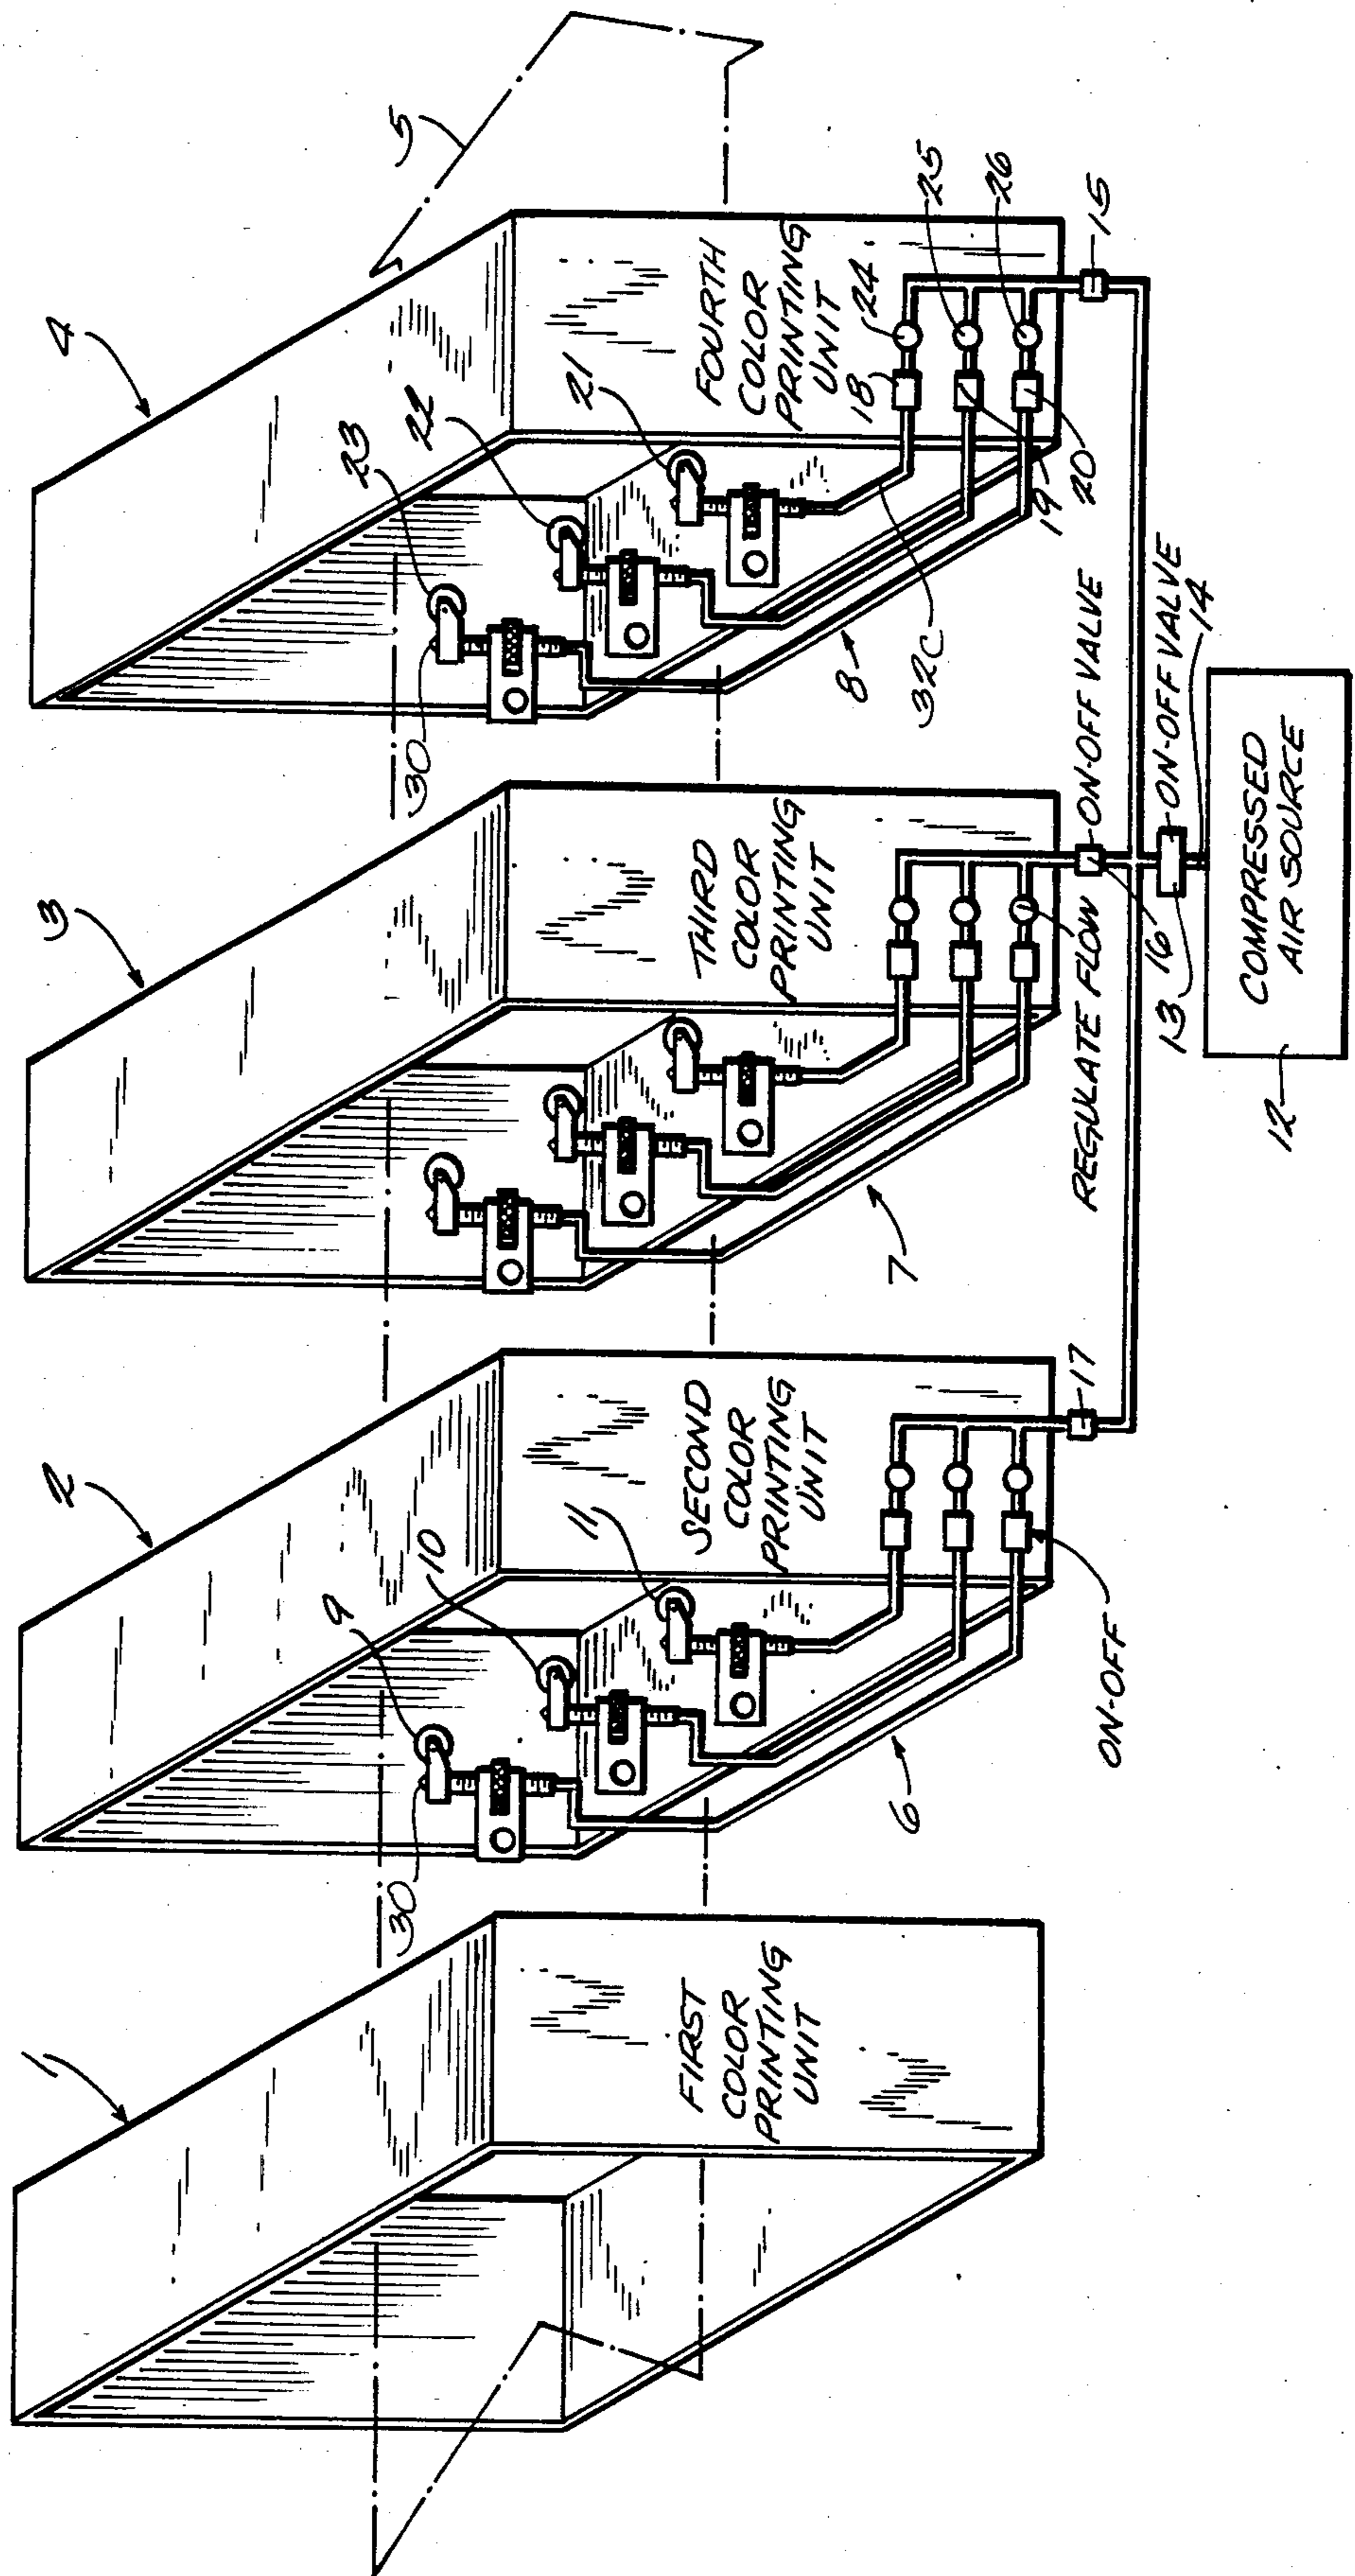 1
2
3
4
5
FIRST
COLOR
PRINTING
UNIT
30
9
10
11
SECOND
COLOR
PRINTING
UNIT
6
ON-OFF
17
THIRD
COLOR
PRINTING
UNIT
7
REGULATE FLOW
ON-OFF VALVE
16
30
23
22
21
FOURTH
COLOR
PRINTING
UNIT
18
24
25
26
19
20
8
32C
15
13
ON-OFF VALVE
14
12
COMPRESSED
AIR SOURCE